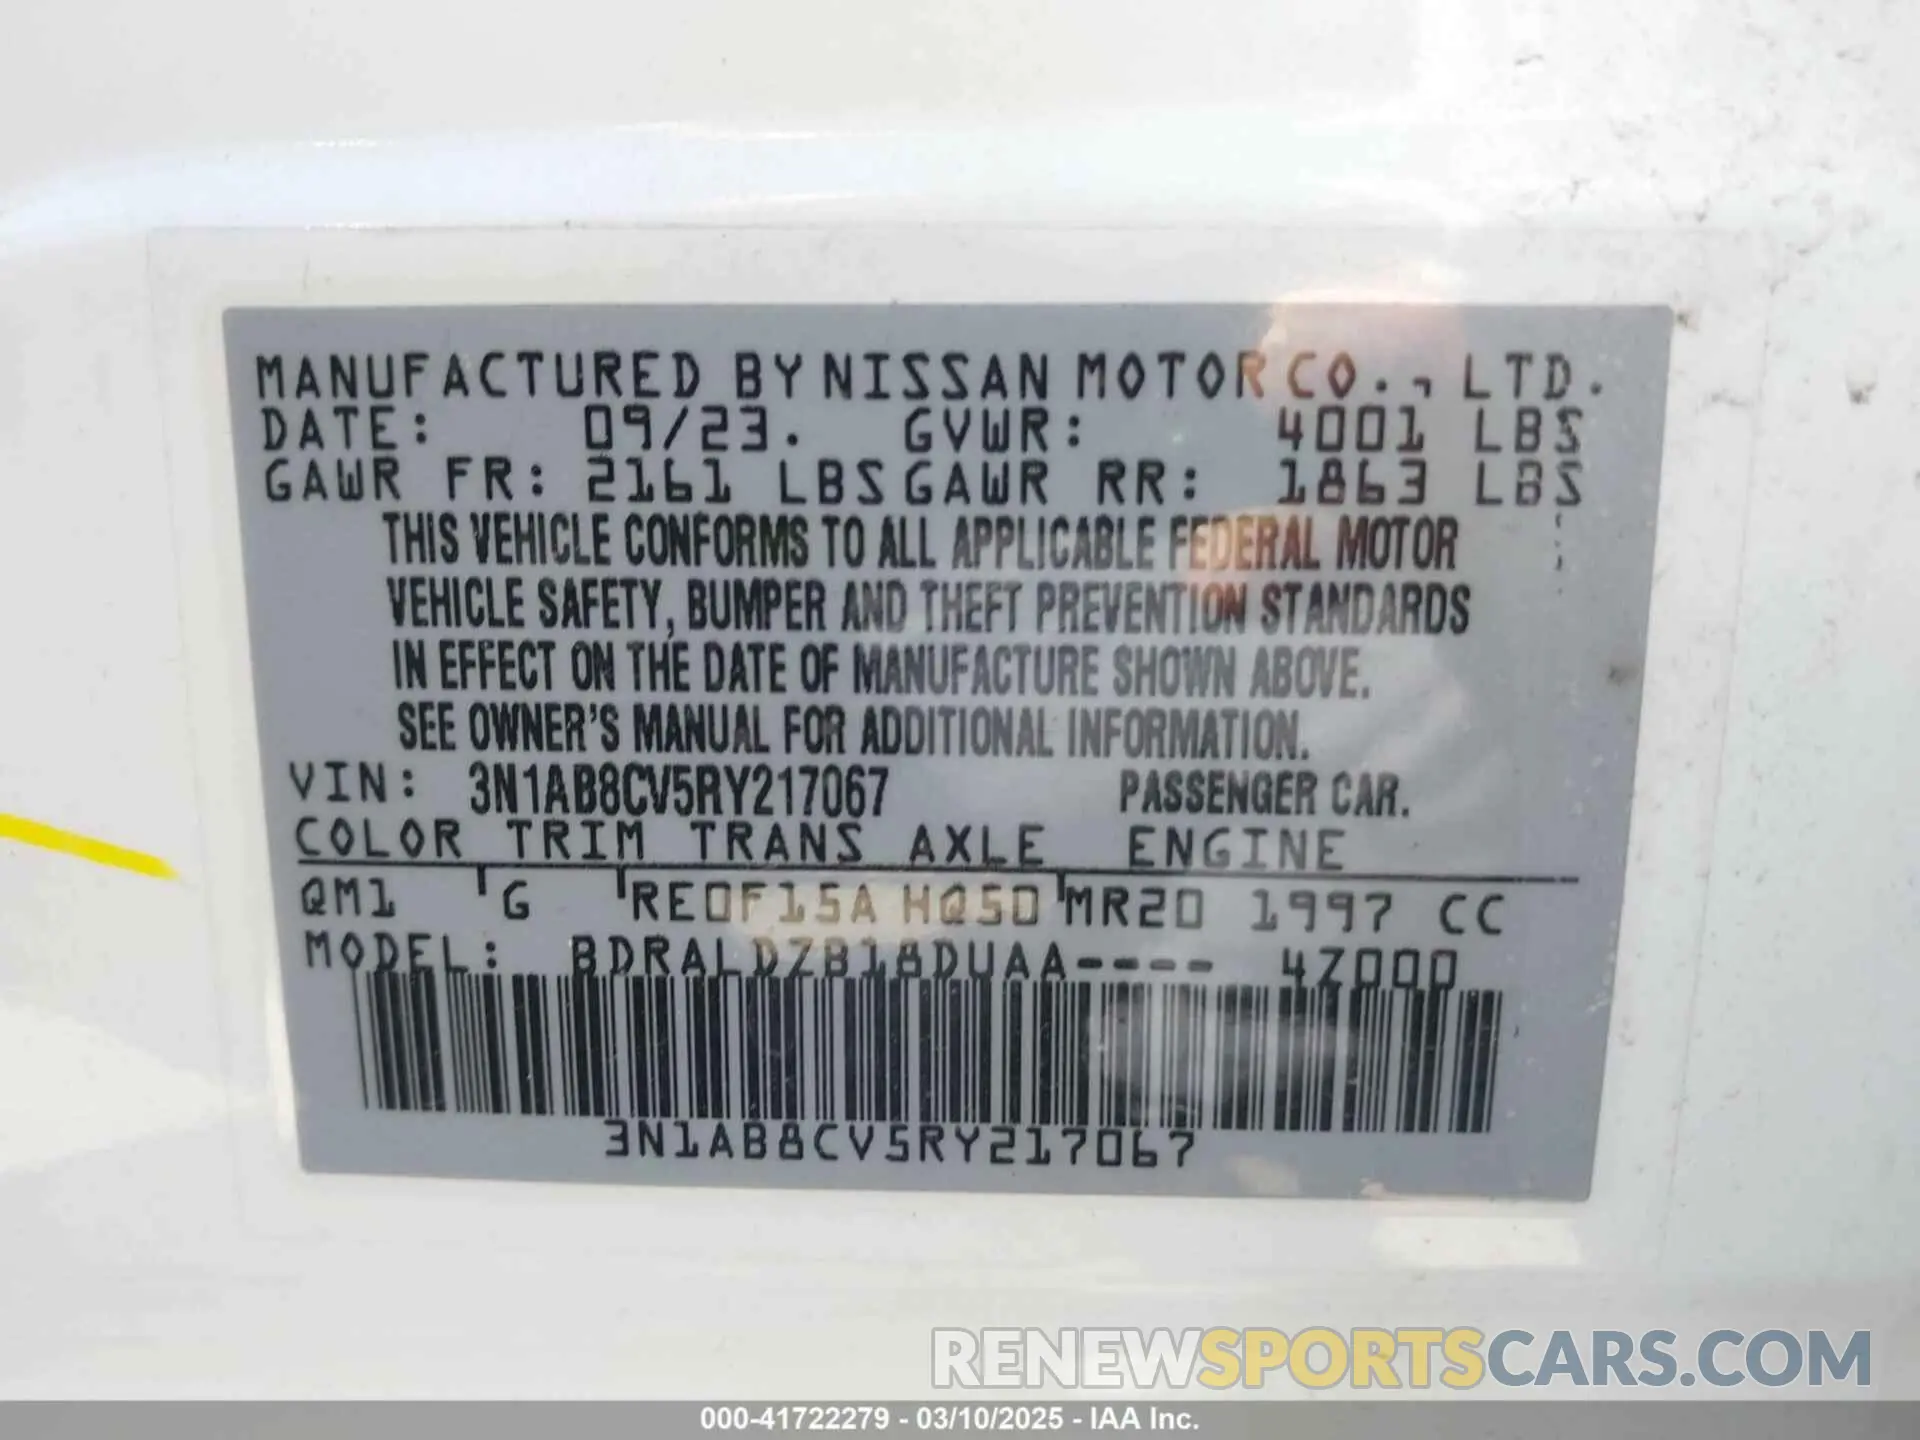 MANUFACTURED BY NISSAN MOTOR CO., LTD.
DATE: 09/23. GVWR: 4001 LBS
GAWR FR: 2161 LBS GAWR RR: 1863 LBS
THIS VEHICLE CONFORMS TO ALL APPLICABLE FEDERAL MOTOR
VEHICLE SAFETY, BUMPER AND THEFT PREVENTION STANDARDS
IN EFFECT ON THE DATE OF MANUFACTURE SHOWN ABOVE.
SEE OWNER'S MANUAL FOR ADDITIONAL INFORMATION.
VIN: 3N1AB8CV5RY217067 PASSENGER CAR.
COLOR TRIM TRANS AXLE ENGINE
QM1 G RE0F15A HQ50 MR20 1997 CC
MODEL: BDRALDZB18DUAA---- 4Z000
3N1AB8CV5RY217067
RENEWSPORTSCARS.COM
000-41722279 - 03/10/2025 - IAA Inc.